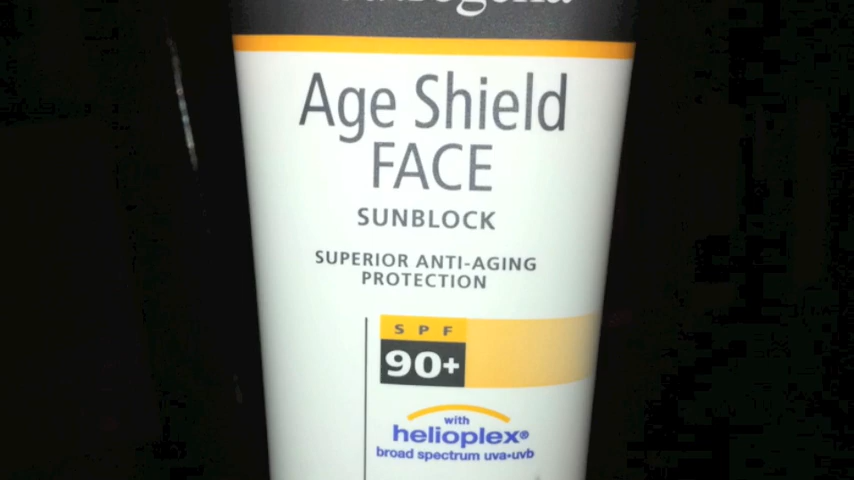 Age Shield
FACE
SUNBLOCK
SUPERIOR ANTI-AGING
PROTECTION
SPF
90+
with
helioplex®
broad spectrum uva-uvb